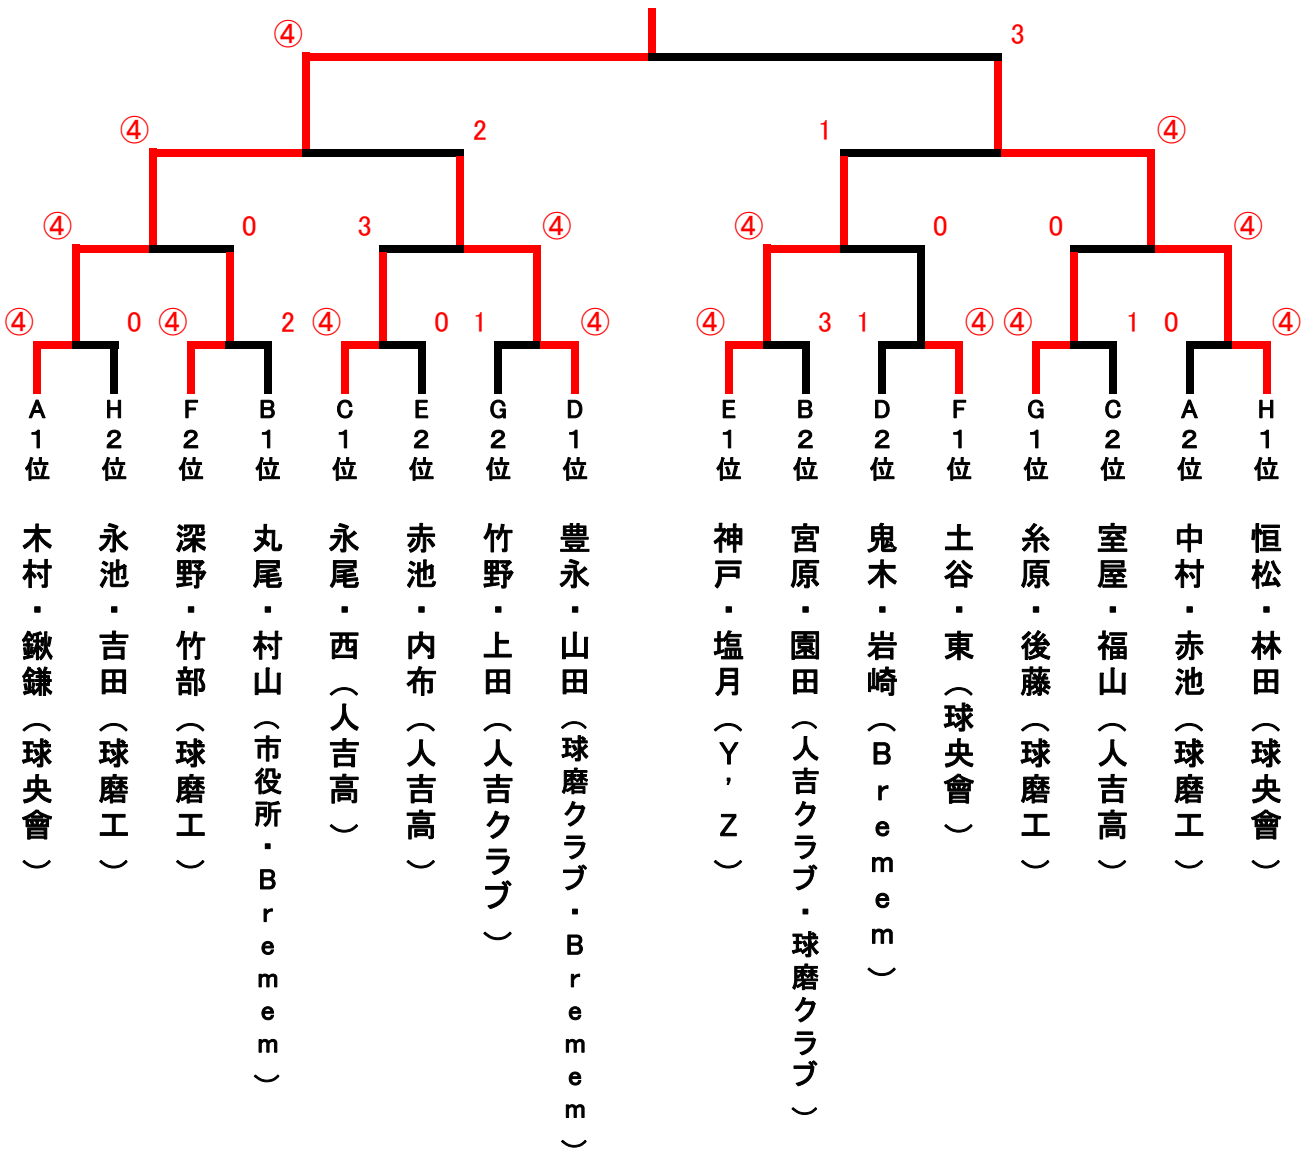 ④ 3
④ 2 1 ④
④ 0 3 ④ ④ 0 0 ④
④ 0 ④ 2 ④ 0 1 ④ ④ 3 1 ④ ④ 1 0 ④
A1位 木村・鍬鎌（球央會）
H2位 永池・吉田（球磨工）
F2位 深野・竹部（球磨工）
B1位 丸尾・村山（市役所・Bremem）
C1位 永尾・西（人吉高）
E2位 赤池・内布（人吉高）
G2位 竹野・上田（人吉クラブ）
D1位 豊永・山田（球磨クラブ・Bremem）
E1位 神戸・塩月（Y’Z）
B2位 宮原・園田（人吉クラブ・球磨クラブ）
D2位 鬼木・岩崎（Bremem）
F1位 土谷・東（球央會）
G1位 糸原・後藤（球磨工）
C2位 室屋・福山（人吉高）
A2位 中村・赤池（球磨工）
H1位 恒松・林田（球央會）